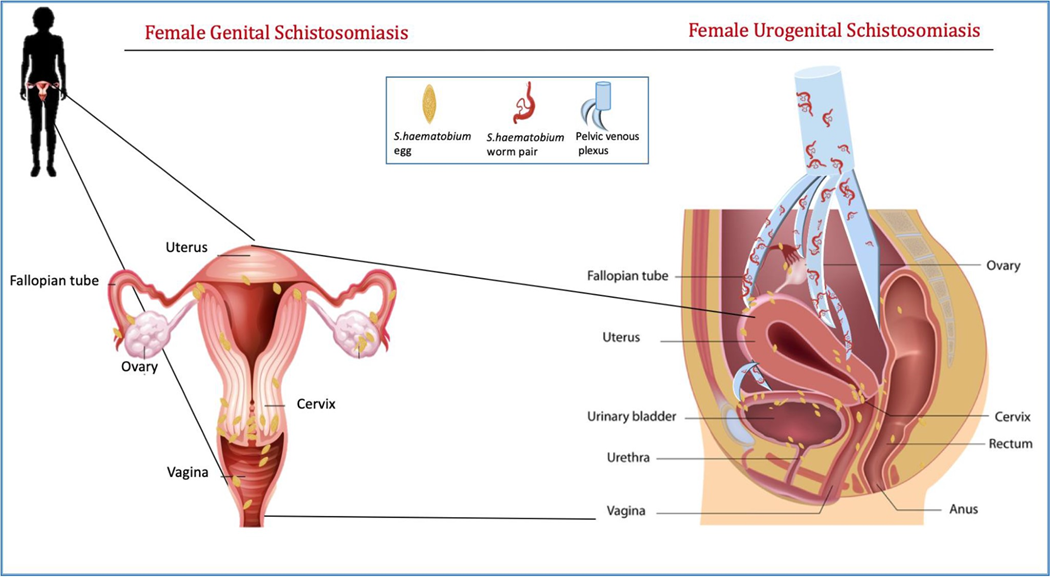 Female Genital Schistosomiasis
Female Urogenital Schistosomiasis
S.haematobium
egg
S.haematobium
worm pair
Pelvic venous
plexus
Uterus
Fallopian tube
Ovary
Cervix
Vagina
Fallopian tube
Uterus
Urinary bladder
Urethra
Vagina
Ovary
Cervix
Rectum
Anus